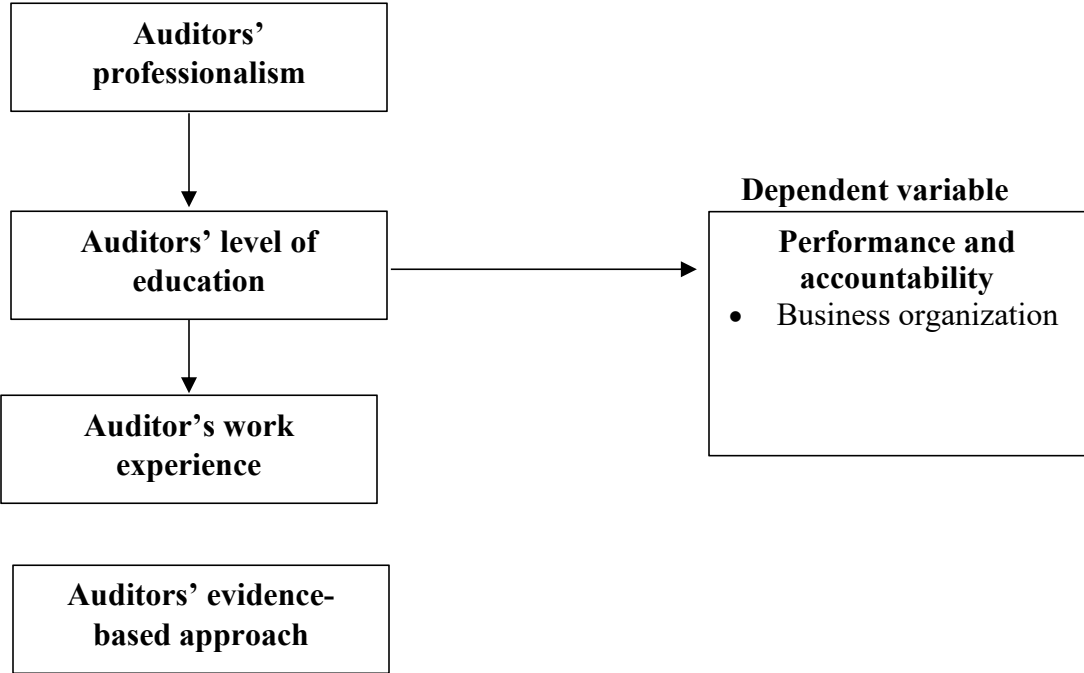 Auditors’
professionalism
Auditors’ level of
education
Auditor’s work
experience
Auditors’ evidence-
based approach
Dependent variable
Performance and
accountability
• Business organization